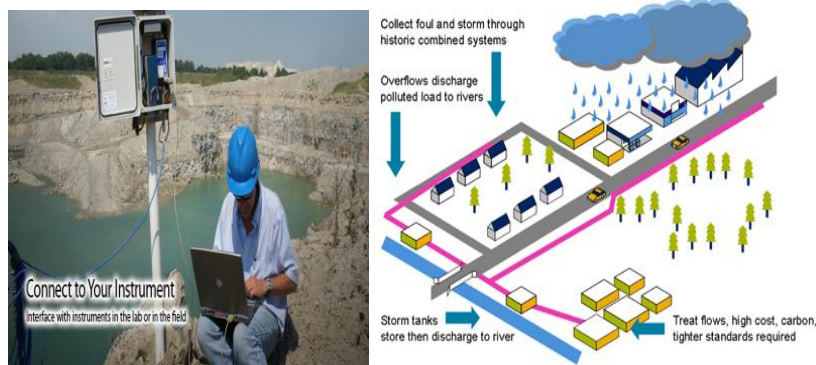 Connect to Your Instrument
Interface with instruments in the lab or in the field
Collect foul and storm through
historic combined systems
Overflows discharge
polluted load to rivers
Storm tanks
store then discharge to river
Treat flows, high cost, carbon,
tighter standards required